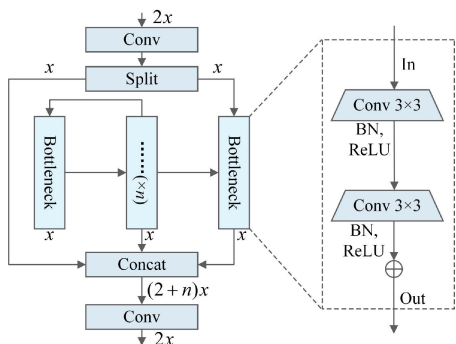 2x
Conv
x
Split
x
Bottleneck
......(×n)
Bottleneck
x
x
x
Concat
(2 + n)x
Conv
2x
In
Conv 3×3
BN,
ReLU
Conv 3×3
BN,
ReLU
Out